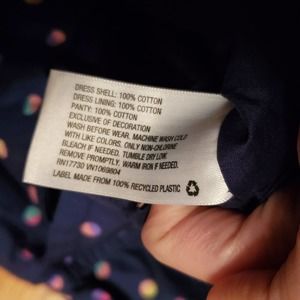 DRESS SHELL: 100% COTTON
DRESS LINING: 100% COTTON
PANTY: 100% COTTON
EXCLUSIVE OF DECORATION
WASH BEFORE WEAR. MACHINE WASH COLD
WITH LIKE COLORS. ONLY NON-CHLORINE
BLEACH IF NEEDED. TUMBLE DRY LOW.
REMOVE PROMPTLY. WARM IRON IF NEEDED.
RN17730 VN1069804
LABEL MADE FROM 100% RECYCLED PLASTIC